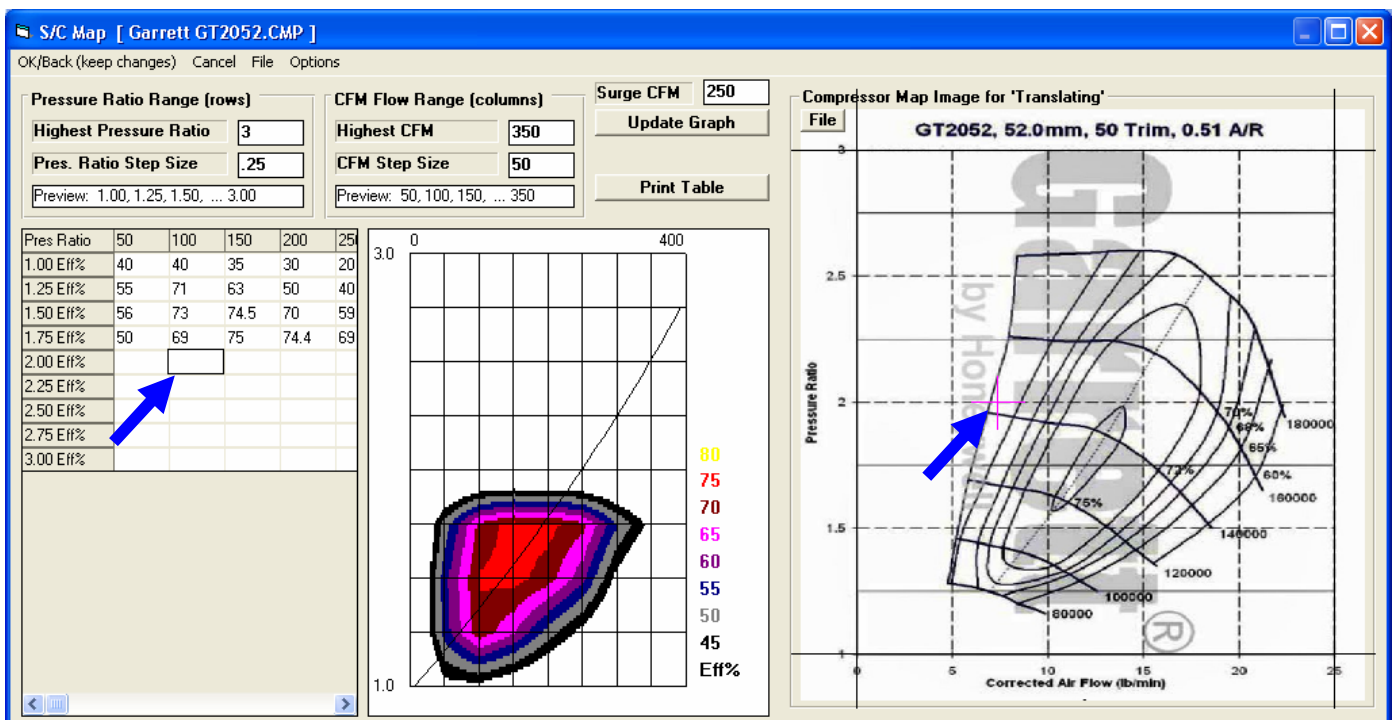 S/C Map [ Garrett GT2052.CMP ]
OK/Back (keep changes) Cancel File Options
Pressure Ratio Range (rows)
Highest Pressure Ratio 3
Pres. Ratio Step Size .25
Preview: 1.00, 1.25, 1.50, ... 3.00
CFM Flow Range (columns)
Highest CFM 350
CFM Step Size 50
Preview: 50, 100, 150, ... 350
Surge CFM 250
Update Graph
Print Table
Pres Ratio 50 100 150 200 25
1.00 Eff% 40 40 35 30 20
1.25 Eff% 55 71 63 50 40
1.50 Eff% 56 73 74.5 70 59
1.75 Eff% 50 69 75 74.4 69
2.00 Eff%
2.25 Eff%
2.50 Eff%
2.75 Eff%
3.00 Eff%
0 400
3.0
80
75
70
65
60
55
50
45
Eff%
1.0
Compressor Map Image for 'Translating'
File
GT2052, 52.0mm, 50 Trim, 0.51 A/R
Garrett
by Honeywell
®
Pressure Ratio
3
2.5
2
1.5
1
70%
68%
65%
60%
73%
75%
180000
160000
140000
120000
100000
80000
0 5 10 15 20 25
Corrected Air Flow (lb/min)